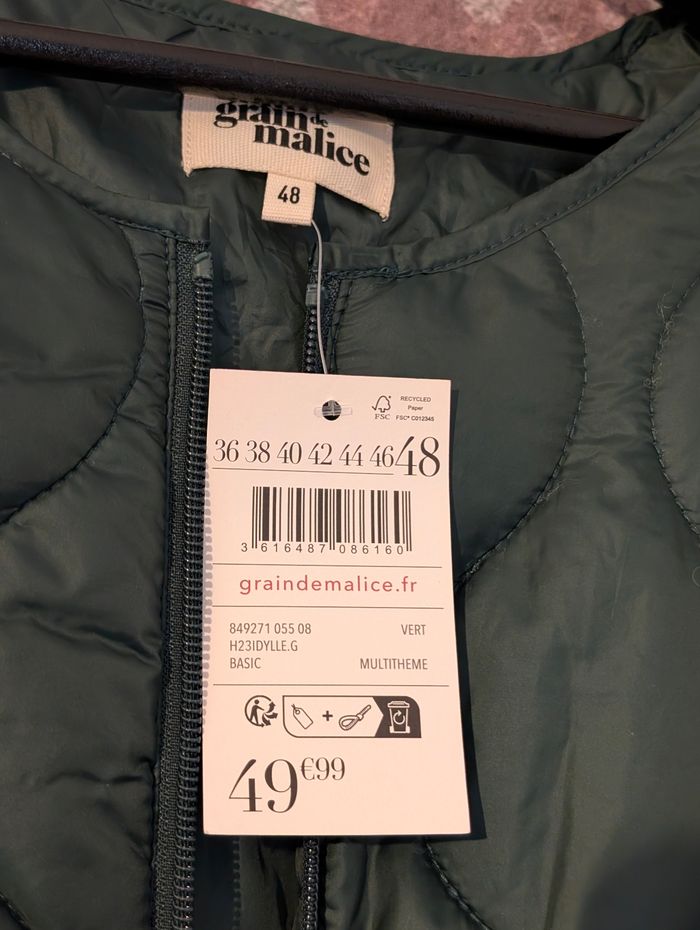 grain de
malice
48
FSC
RECYCLED
Paper
FSC® C012345
36 38 40 42 44 46 48
3 616487 086160
graindemalice.fr
849271 055 08 VERT
H23IDYLLE.G
BASIC MULTITHEME
+
49€99